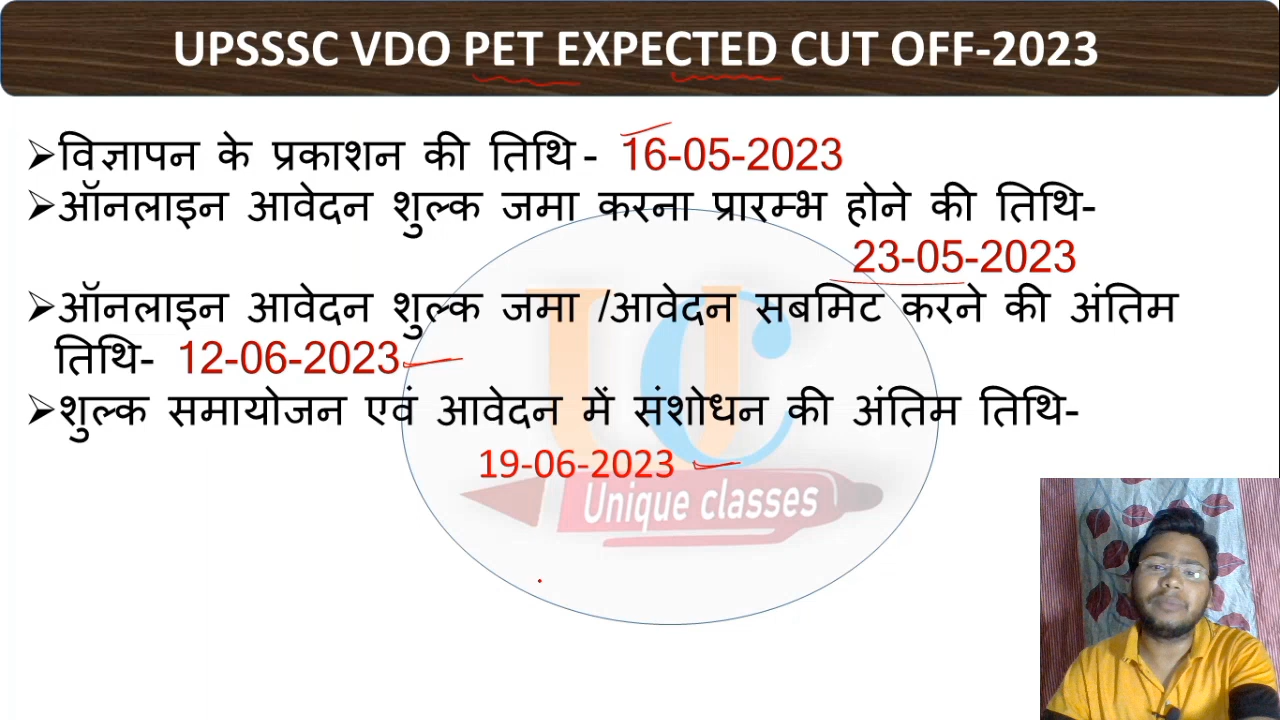 UPSSSC VDO PET EXPECTED CUT OFF-2023
➢विज्ञापन के प्रकाशन की तिथि - 16-05-2023
➢ऑनलाइन आवेदन शुल्क जमा करना प्रारम्भ होने की तिथि-
23-05-2023
➢ऑनलाइन आवेदन शुल्क जमा /आवेदन सबमिट करने की अंतिम
तिथि- 12-06-2023
➢शुल्क समायोजन एवं आवेदन में संशोधन की अंतिम तिथि-
19-06-2023
UC
Unique classes